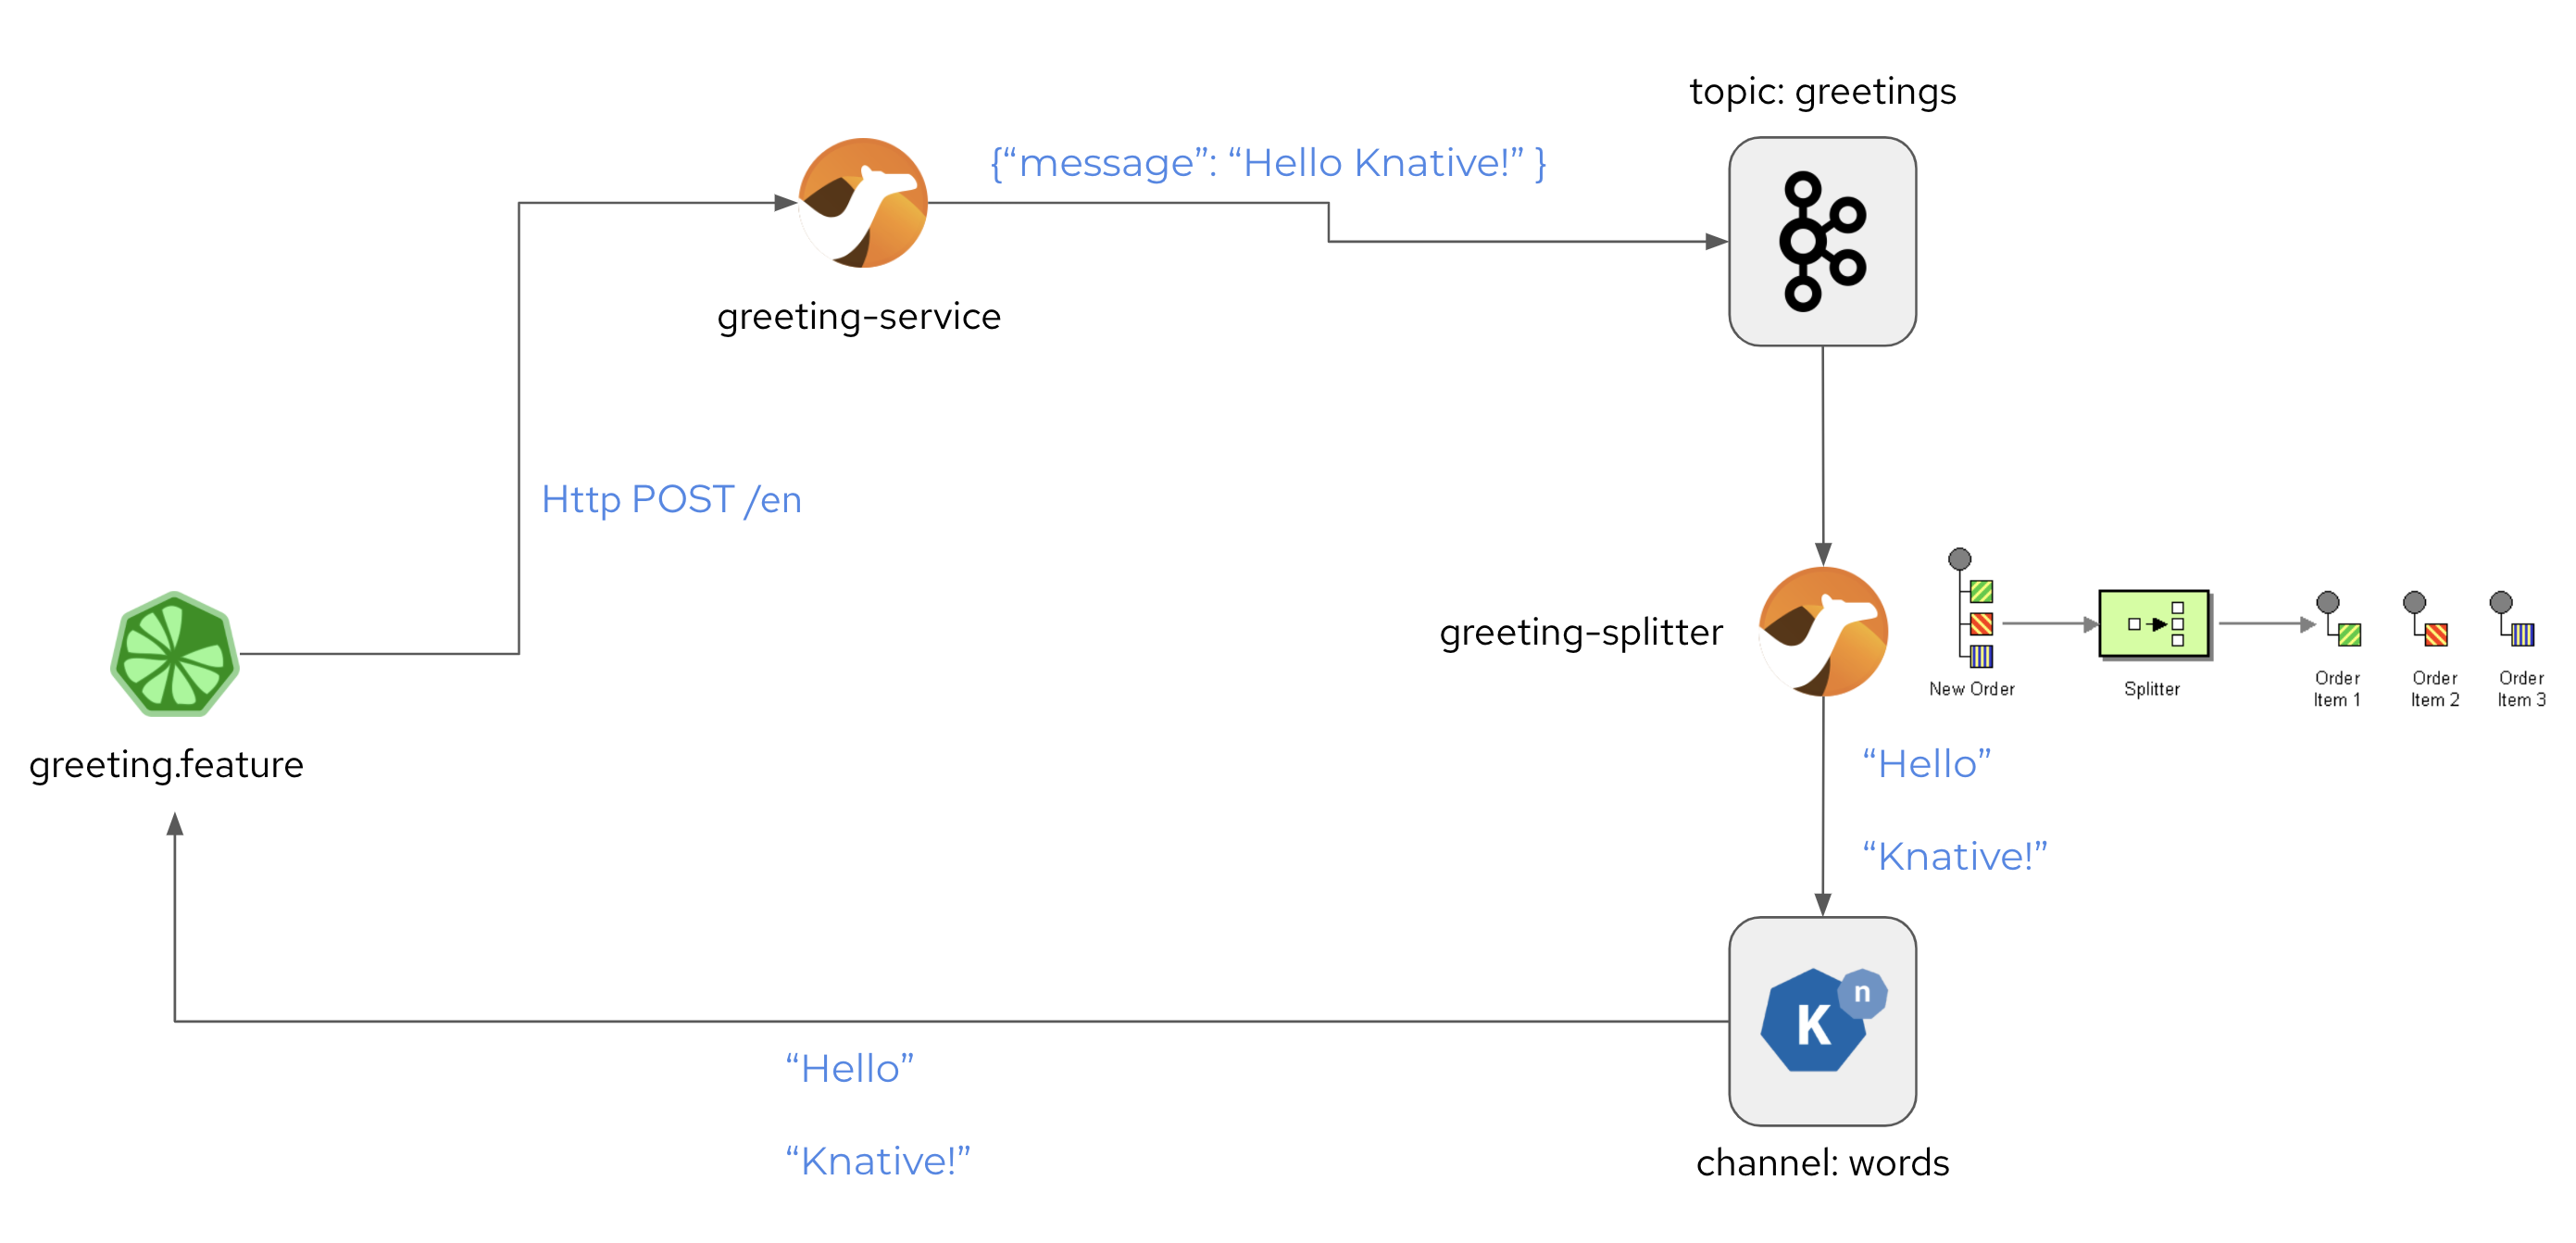 topic: greetings
{“message”: “Hello Knative!” }
greeting-service
Http POST /en
greeting-splitter
New Order
Splitter
Order
Item 1
Order
Item 2
Order
Item 3
greeting.feature
“Hello”
“Knative!”
K
n
“Hello”
“Knative!”
channel: words